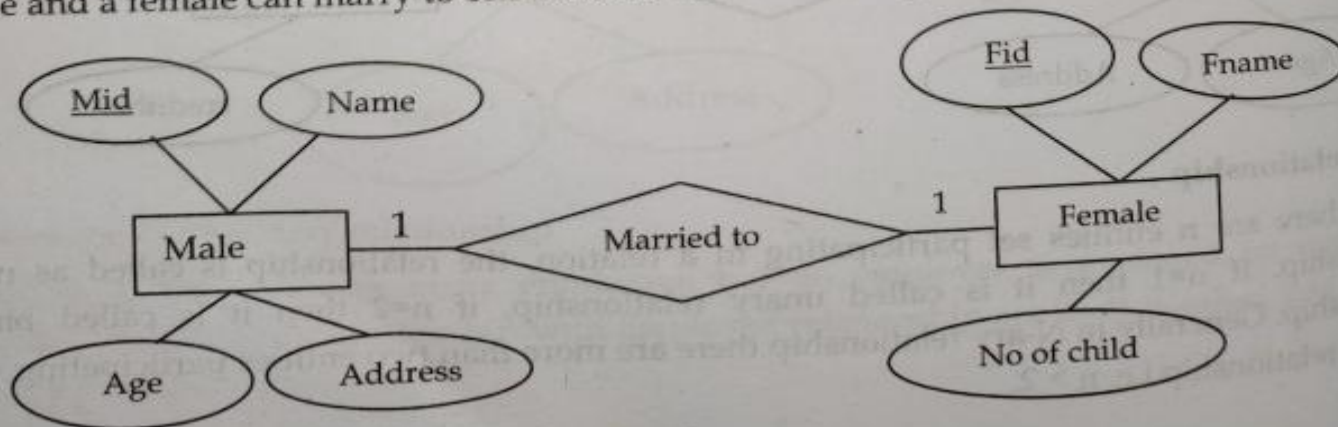 e and a female can marry to
Mid
Name
Fid
Fname
Male
1
Married to
1
Female
Age
Address
No of child